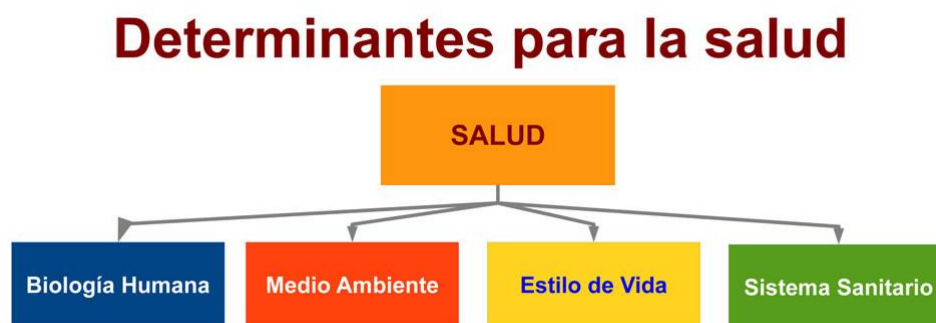 Determinantes para la salud
SALUD
Biología Humana
Medio Ambiente
Estilo de Vida
Sistema Sanitario